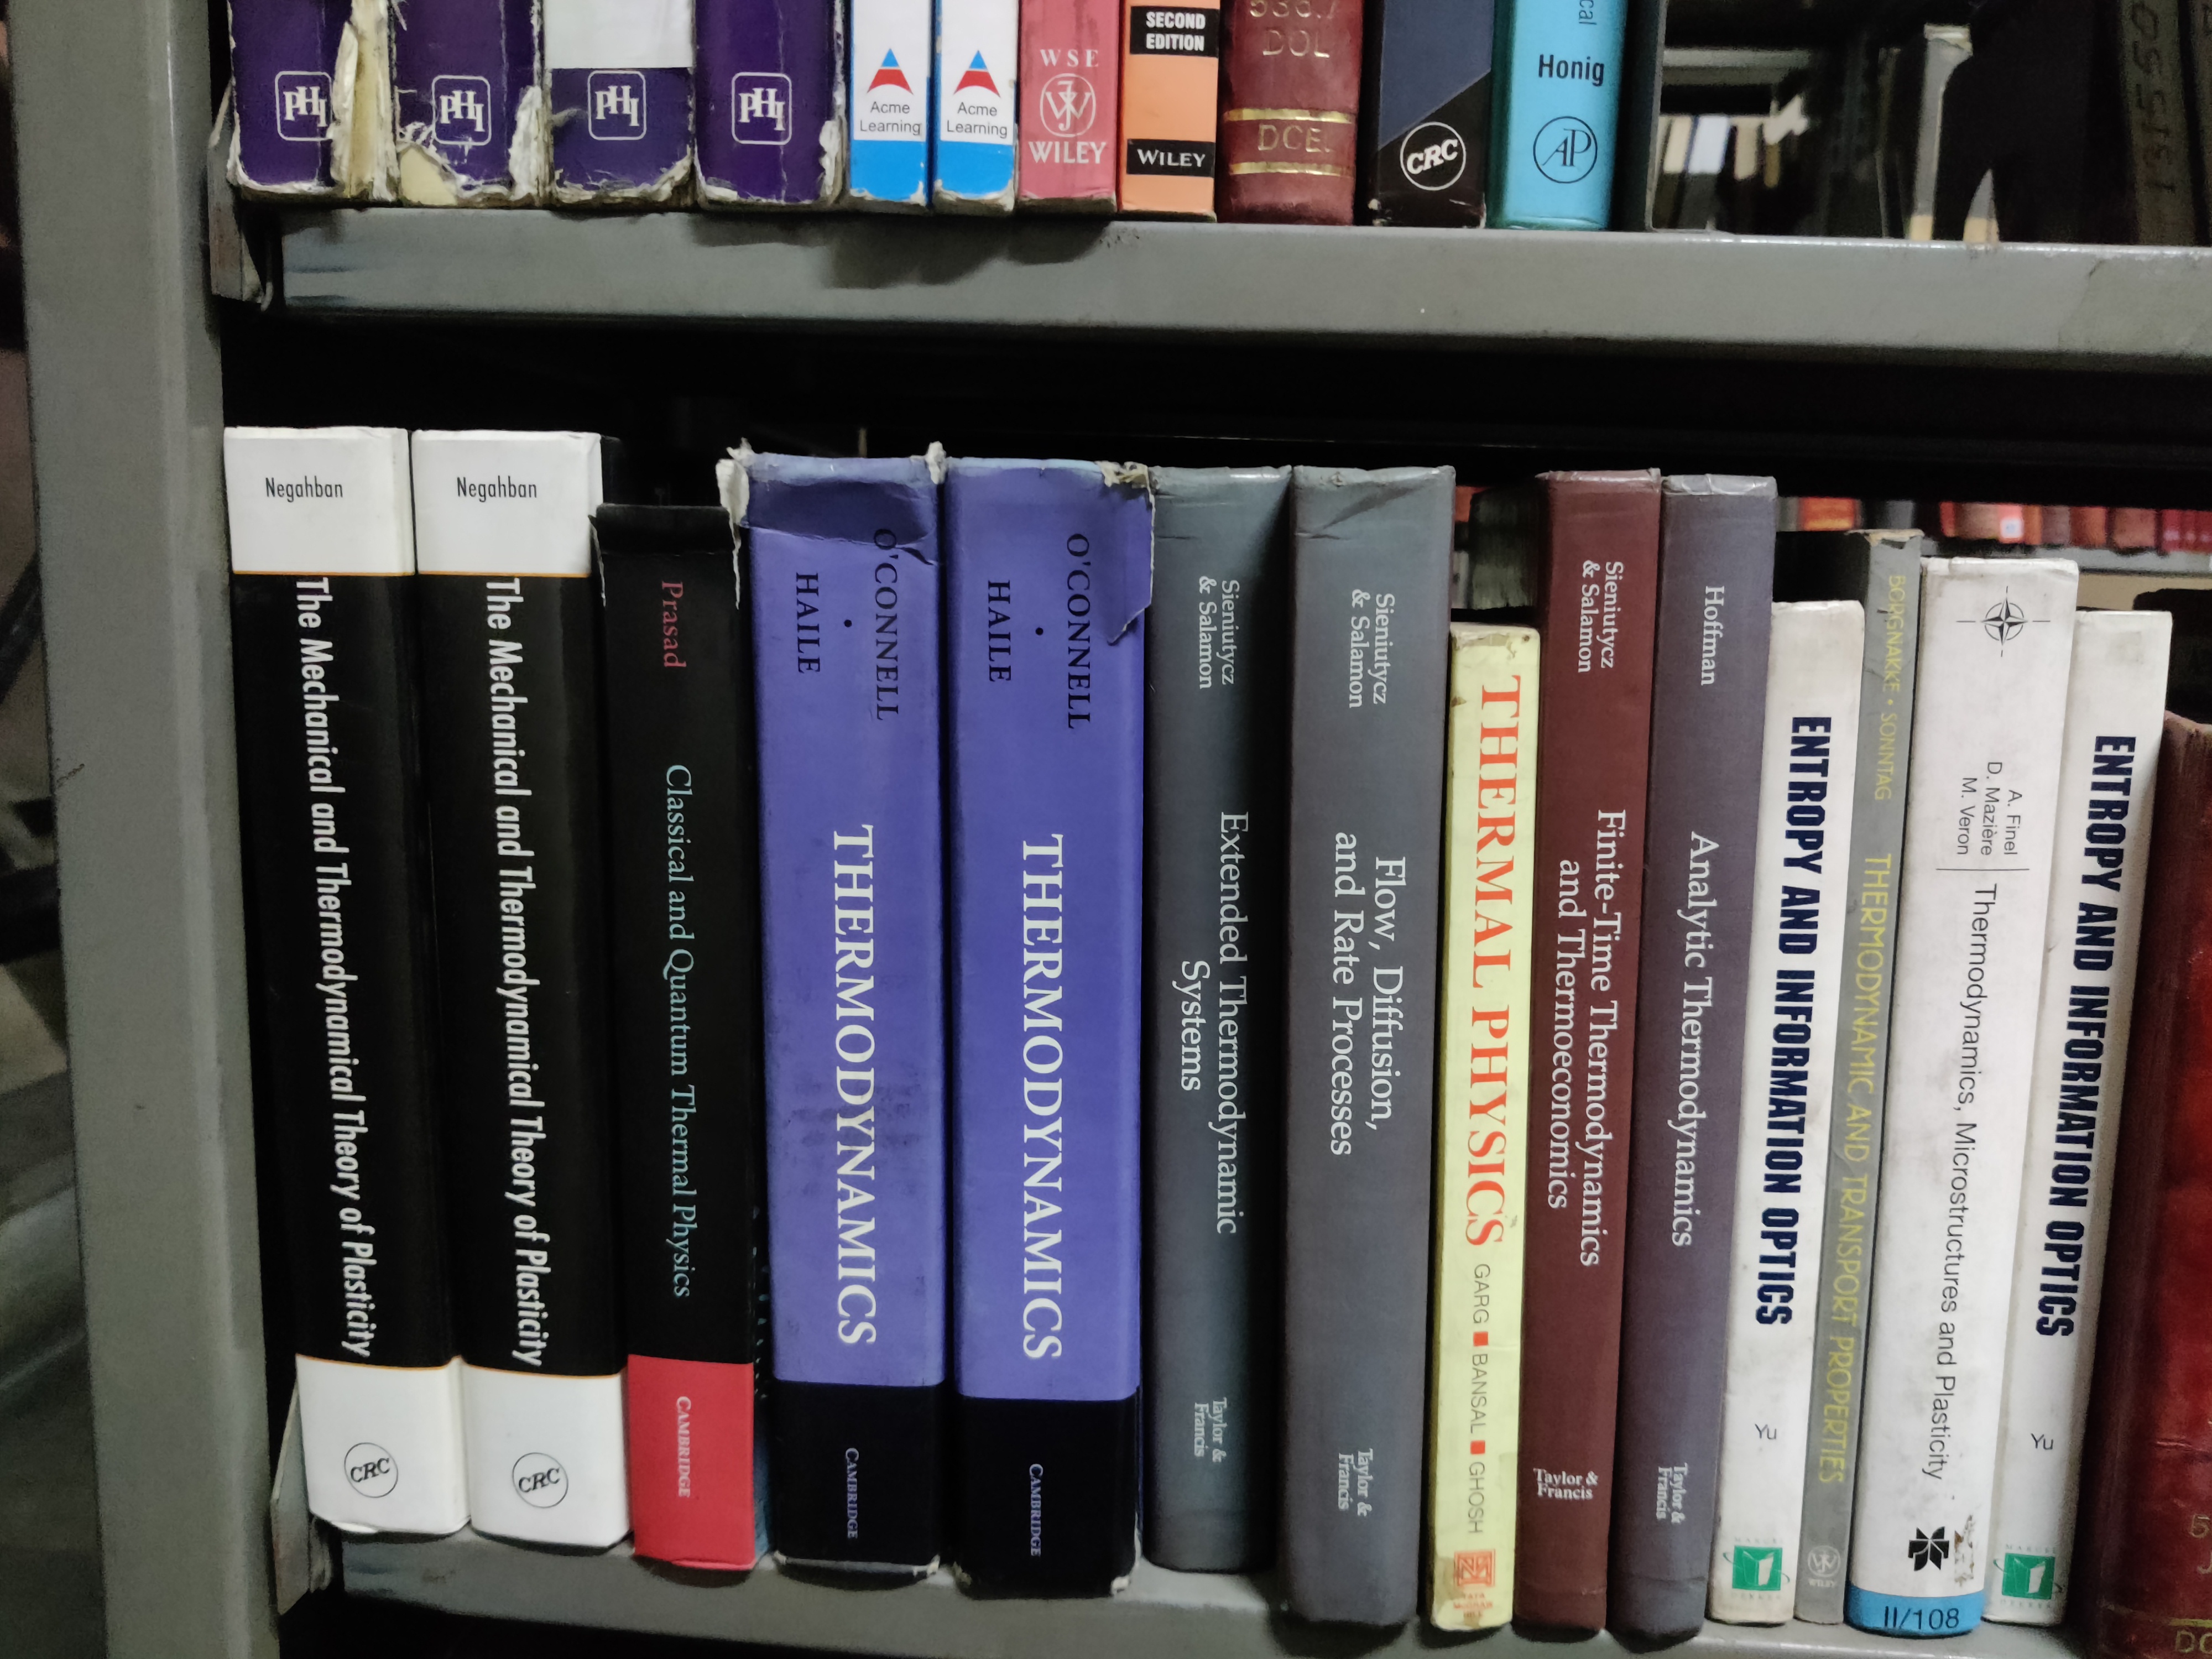 PHI
PHI
PHI
PHI
Acme
Learning
Acme
Learning
WSE
WILEY
SECOND
EDITION
WILEY
536.7
DOL
DCE.
CRC
cal
Honig
AP
Negahban
The Mechanical and Thermodynamical Theory of Plasticity
CRC
Negahban
The Mechanical and Thermodynamical Theory of Plasticity
CRC
Prasad
Classical and Quantum Thermal Physics
CAMBRIDGE
O'CONNELL
•
HAILE
THERMODYNAMICS
CAMBRIDGE
O'CONNELL
•
HAILE
THERMODYNAMICS
CAMBRIDGE
Sieniutycz
& Salamon
Extended Thermodynamic
Systems
Taylor &
Francis
Sieniutycz
& Salamon
Flow, Diffusion,
and Rate Processes
Taylor &
Francis
THERMAL PHYSICS
GARG ■ BANSAL ■ GHOSH
Sieniutycz
& Salamon
Finite-Time Thermodynamics
and Thermoeconomics
Taylor &
Francis
Hoffman
Analytic Thermodynamics
Taylor &
Francis
ENTROPY AND INFORMATION OPTICS
YU
BORGNAKKE • SONNTAG
THERMODYNAMIC AND TRANSPORT PROPERTIES
WILEY
A. Finel
D. Mazière
M. Veron
Thermodynamics, Microstructures and Plasticity
II/108
ENTROPY AND INFORMATION OPTICS
YU